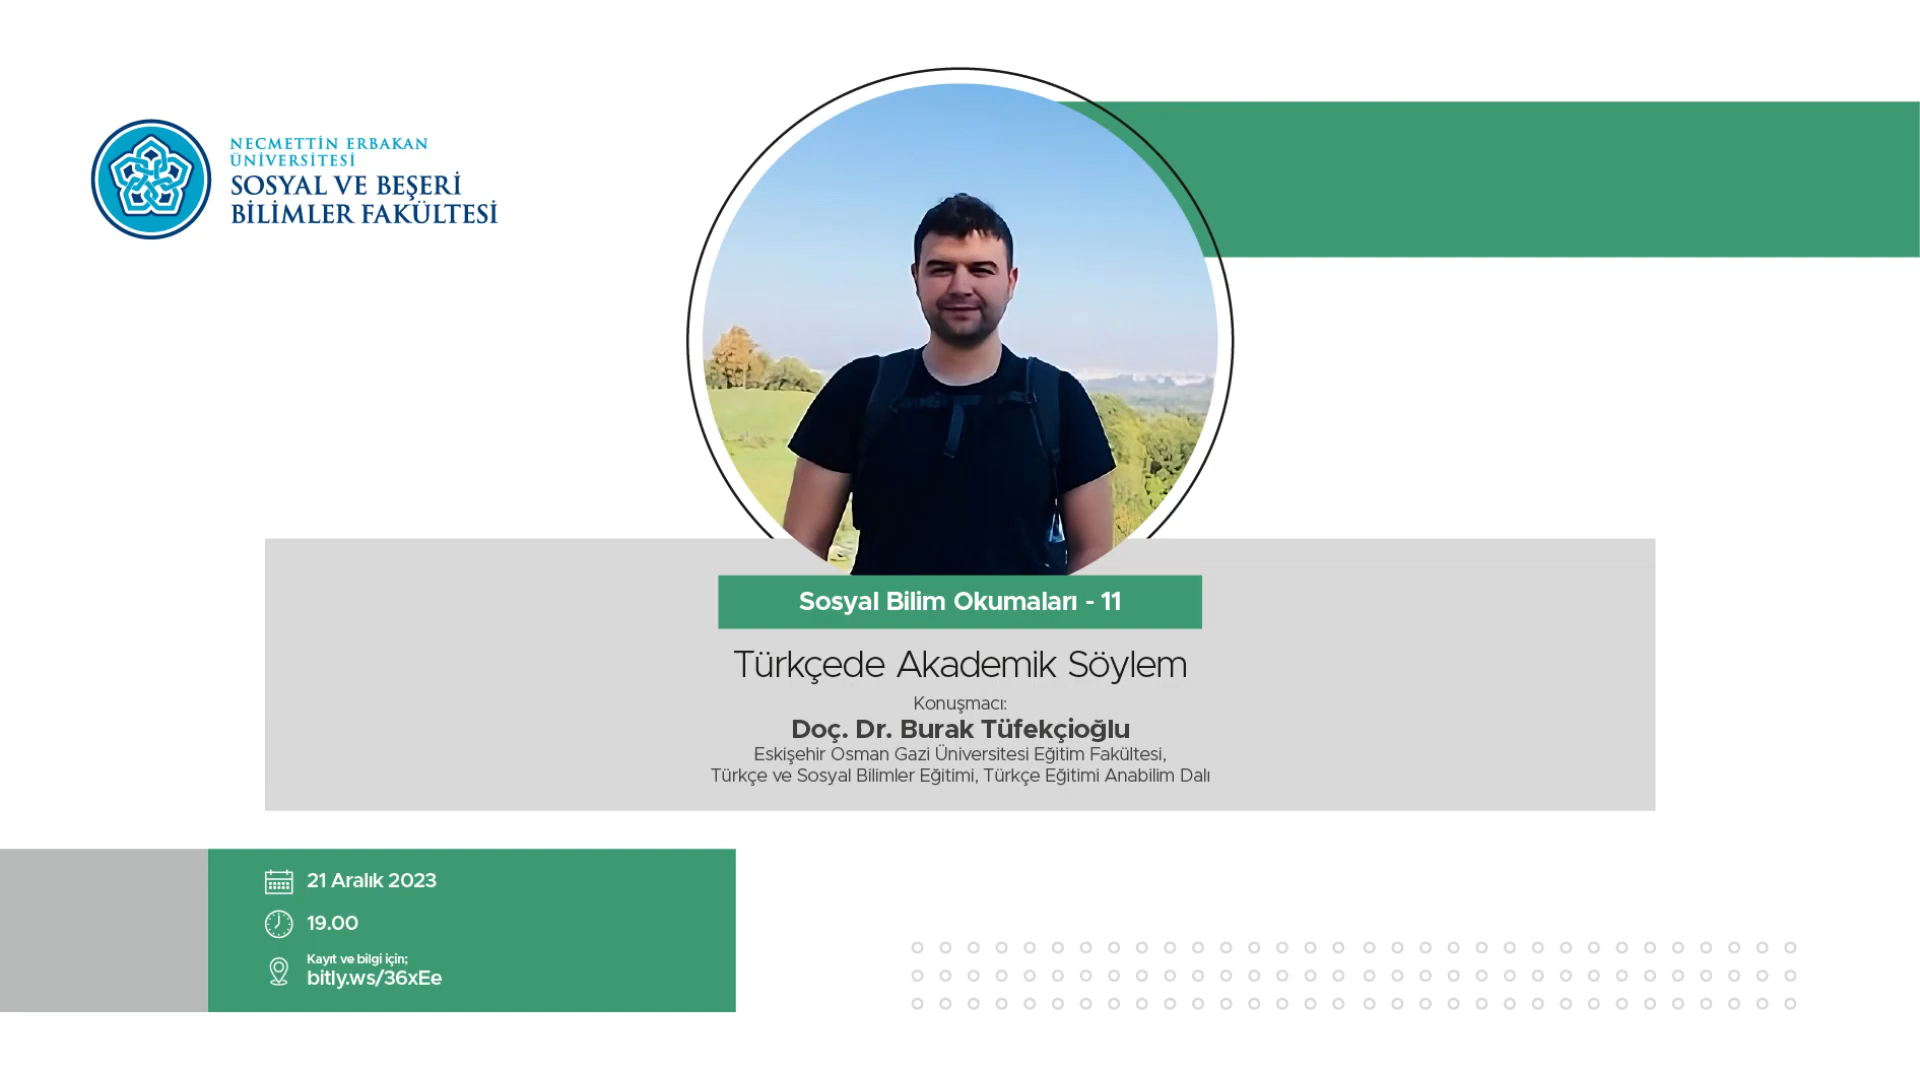 NECMETTİN ERBAKAN
ÜNİVERSİTESİ
SOSYAL VE BEŞERİ
BİLİMLER FAKÜLTESİ
Sosyal Bilim Okumaları - 11
Türkçede Akademik Söylem
Konuşmacı:
Doç. Dr. Burak Tüfekçioğlu
Eskişehir Osman Gazi Üniversitesi Eğitim Fakültesi,
Türkçe ve Sosyal Bilimler Eğitimi, Türkçe Eğitimi Anabilim Dalı
21 Aralık 2023
19.00
Kayıt ve bilgi için;
bitly.ws/36xEe